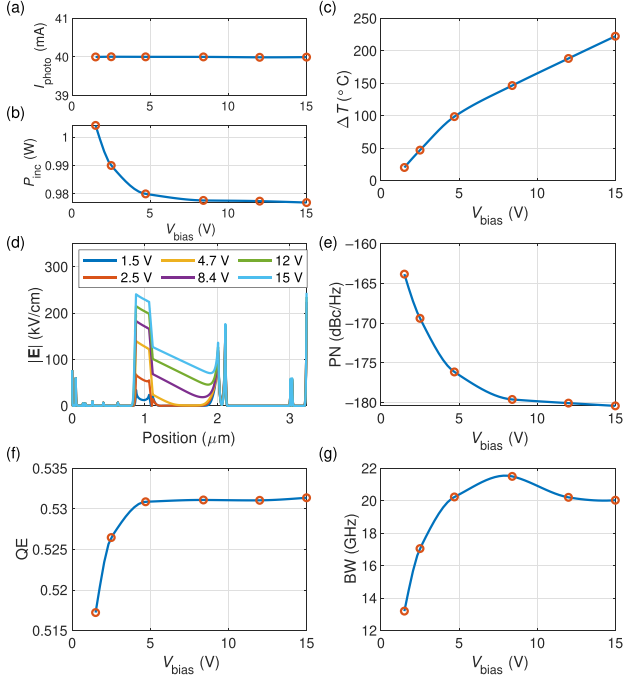 (a)
I_photo (mA)
41
40
39
0
5
10
15
(b)
P_inc (W)
1
0.99
0.98
0
5
10
15
V_bias (V)
(c)
Δ T (° C)
250
200
150
100
50
0
0
5
10
15
V_bias (V)
(d)
|E| (kV/cm)
300
200
100
0
0
1
2
3
Position (μm)
1.5 V
4.7 V
12 V
2.5 V
8.4 V
15 V
(e)
PN (dBc/Hz)
−160
−165
−170
−175
−180
0
5
10
15
V_bias (V)
(f)
QE
0.535
0.53
0.525
0.52
0.515
0
5
10
15
V_bias (V)
(g)
BW (GHz)
22
20
18
16
14
12
0
5
10
15
V_bias (V)